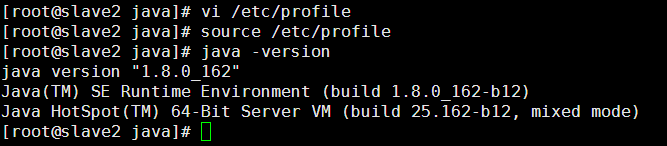 [root@slave2 java]# vi /etc/profile
[root@slave2 java]# source /etc/profile
[root@slave2 java]# java -version
java version "1.8.0_162"
Java(TM) SE Runtime Environment (build 1.8.0_162-b12)
Java HotSpot(TM) 64-Bit Server VM (build 25.162-b12, mixed mode)
[root@slave2 java]#